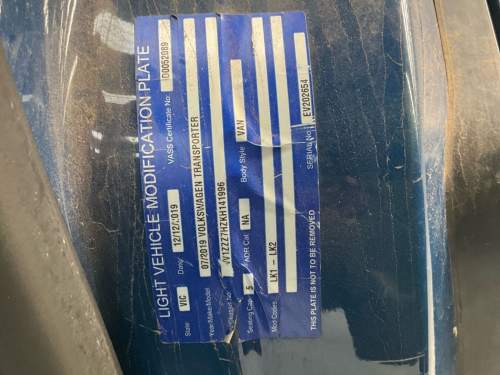 LIGHT VEHICLE MODIFICATION PLATE
State VIC Date 12/12/2019 VASS Certificate No D0052089
Year/Make/Model 07/2019 VOLKSWAGEN TRANSPORTER
No
Seating Cap 5 ADR Cat NA Body Style VAN
Mod Codes LK1 - LK2
SERIAL No: EV202654
THIS PLATE IS NOT TO BE REMOVED